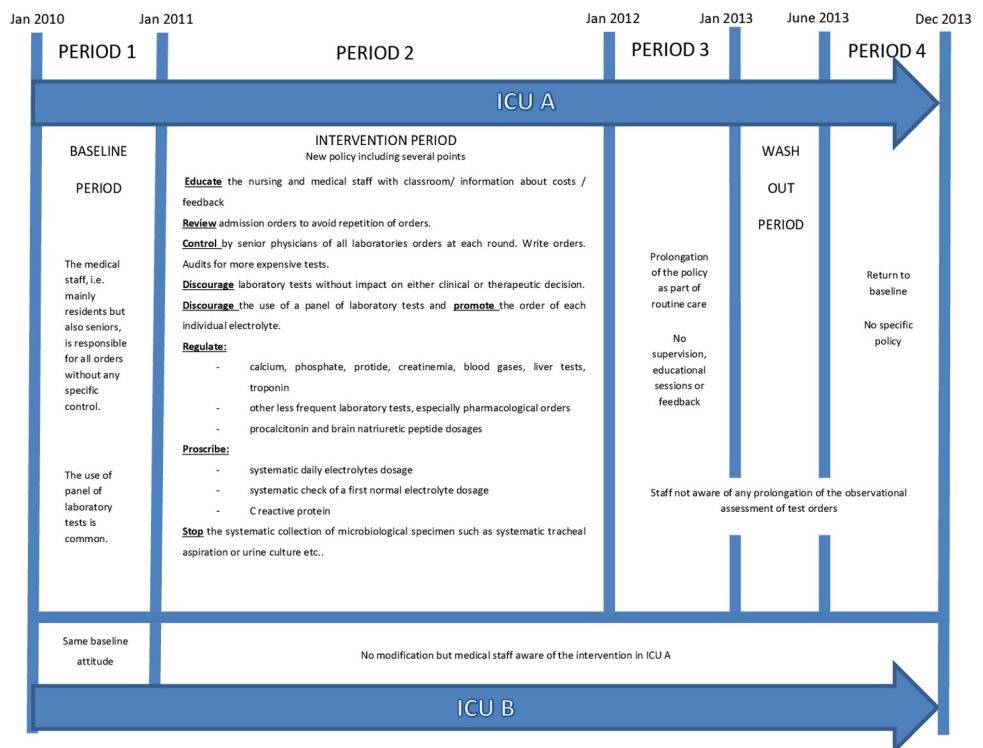 Jan 2010
Jan 2011
Jan 2012
Jan 2013
June 2013
Dec 2013
PERIOD 1
PERIOD 2
PERIOD 3
PERIOD 4
ICU A
BASELINE
PERIOD
The medical
staff, i.e.
mainly
residents but
also seniors,
is responsible
for all orders
without any
specific
control.
The use of
panel of
laboratory
tests is
common.
INTERVENTION PERIOD
New policy including several points
Educate the nursing and medical staff with classroom/ information about costs /
feedback
Review admission orders to avoid repetition of orders.
Control by senior physicians of all laboratories orders at each round. Write orders.
Audits for more expensive tests.
Discourage laboratory tests without impact on either clinical or therapeutic decision.
Discourage the use of a panel of laboratory tests and promote the order of each
individual electrolyte.
Regulate:
- calcium, phosphate, protide, creatinemia, blood gases, liver tests,
troponin
- other less frequent laboratory tests, especially pharmacological orders
- procalcitonin and brain natriuretic peptide dosages
Proscribe:
- systematic daily electrolytes dosage
- systematic check of a first normal electrolyte dosage
- C reactive protein
Stop the systematic collection of microbiological specimen such as systematic tracheal
aspiration or urine culture etc..
Prolongation
of the policy
as part of
routine care
No
supervision,
educational
sessions or
feedback
WASH
OUT
PERIOD
Return to
baseline
No specific
policy
Staff not aware of any prolongation of the observational
assessment of test orders
Same baseline
attitude
No modification but medical staff aware of the intervention in ICU A
ICU B